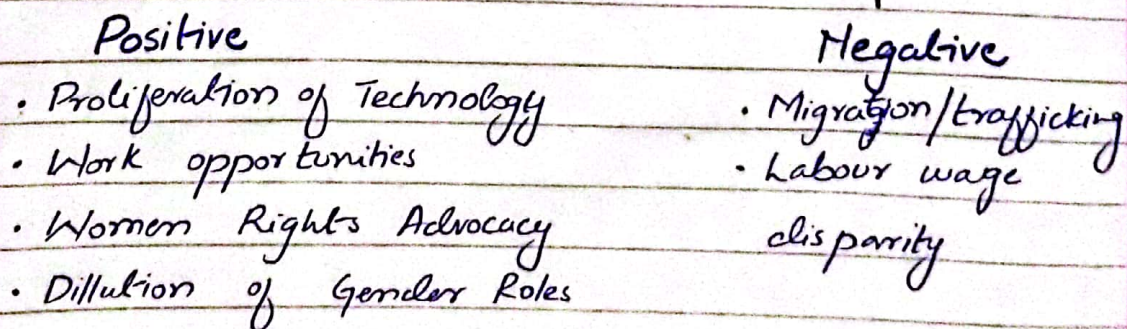 Positive
• Proliferation of Technology
• Work opportunities
• Women Rights Advocacy
• Dillution of Gender Roles
Negative
• Migration/trafficking
• Labour wage
disparity